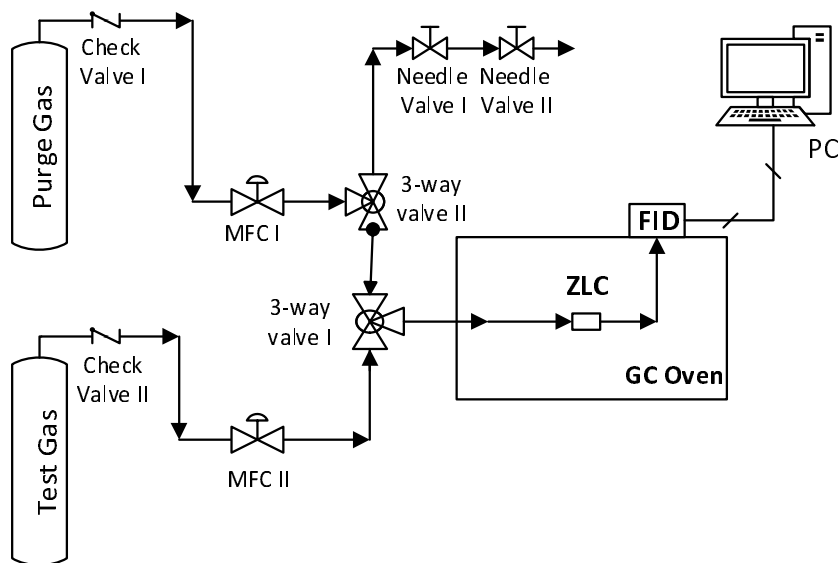 Purge Gas
Check
Valve I
Needle
Valve I
Needle
Valve II
PC
MFC I
3-way
valve II
FID
ZLC
3-way
valve I
GC Oven
Test Gas
Check
Valve II
MFC II